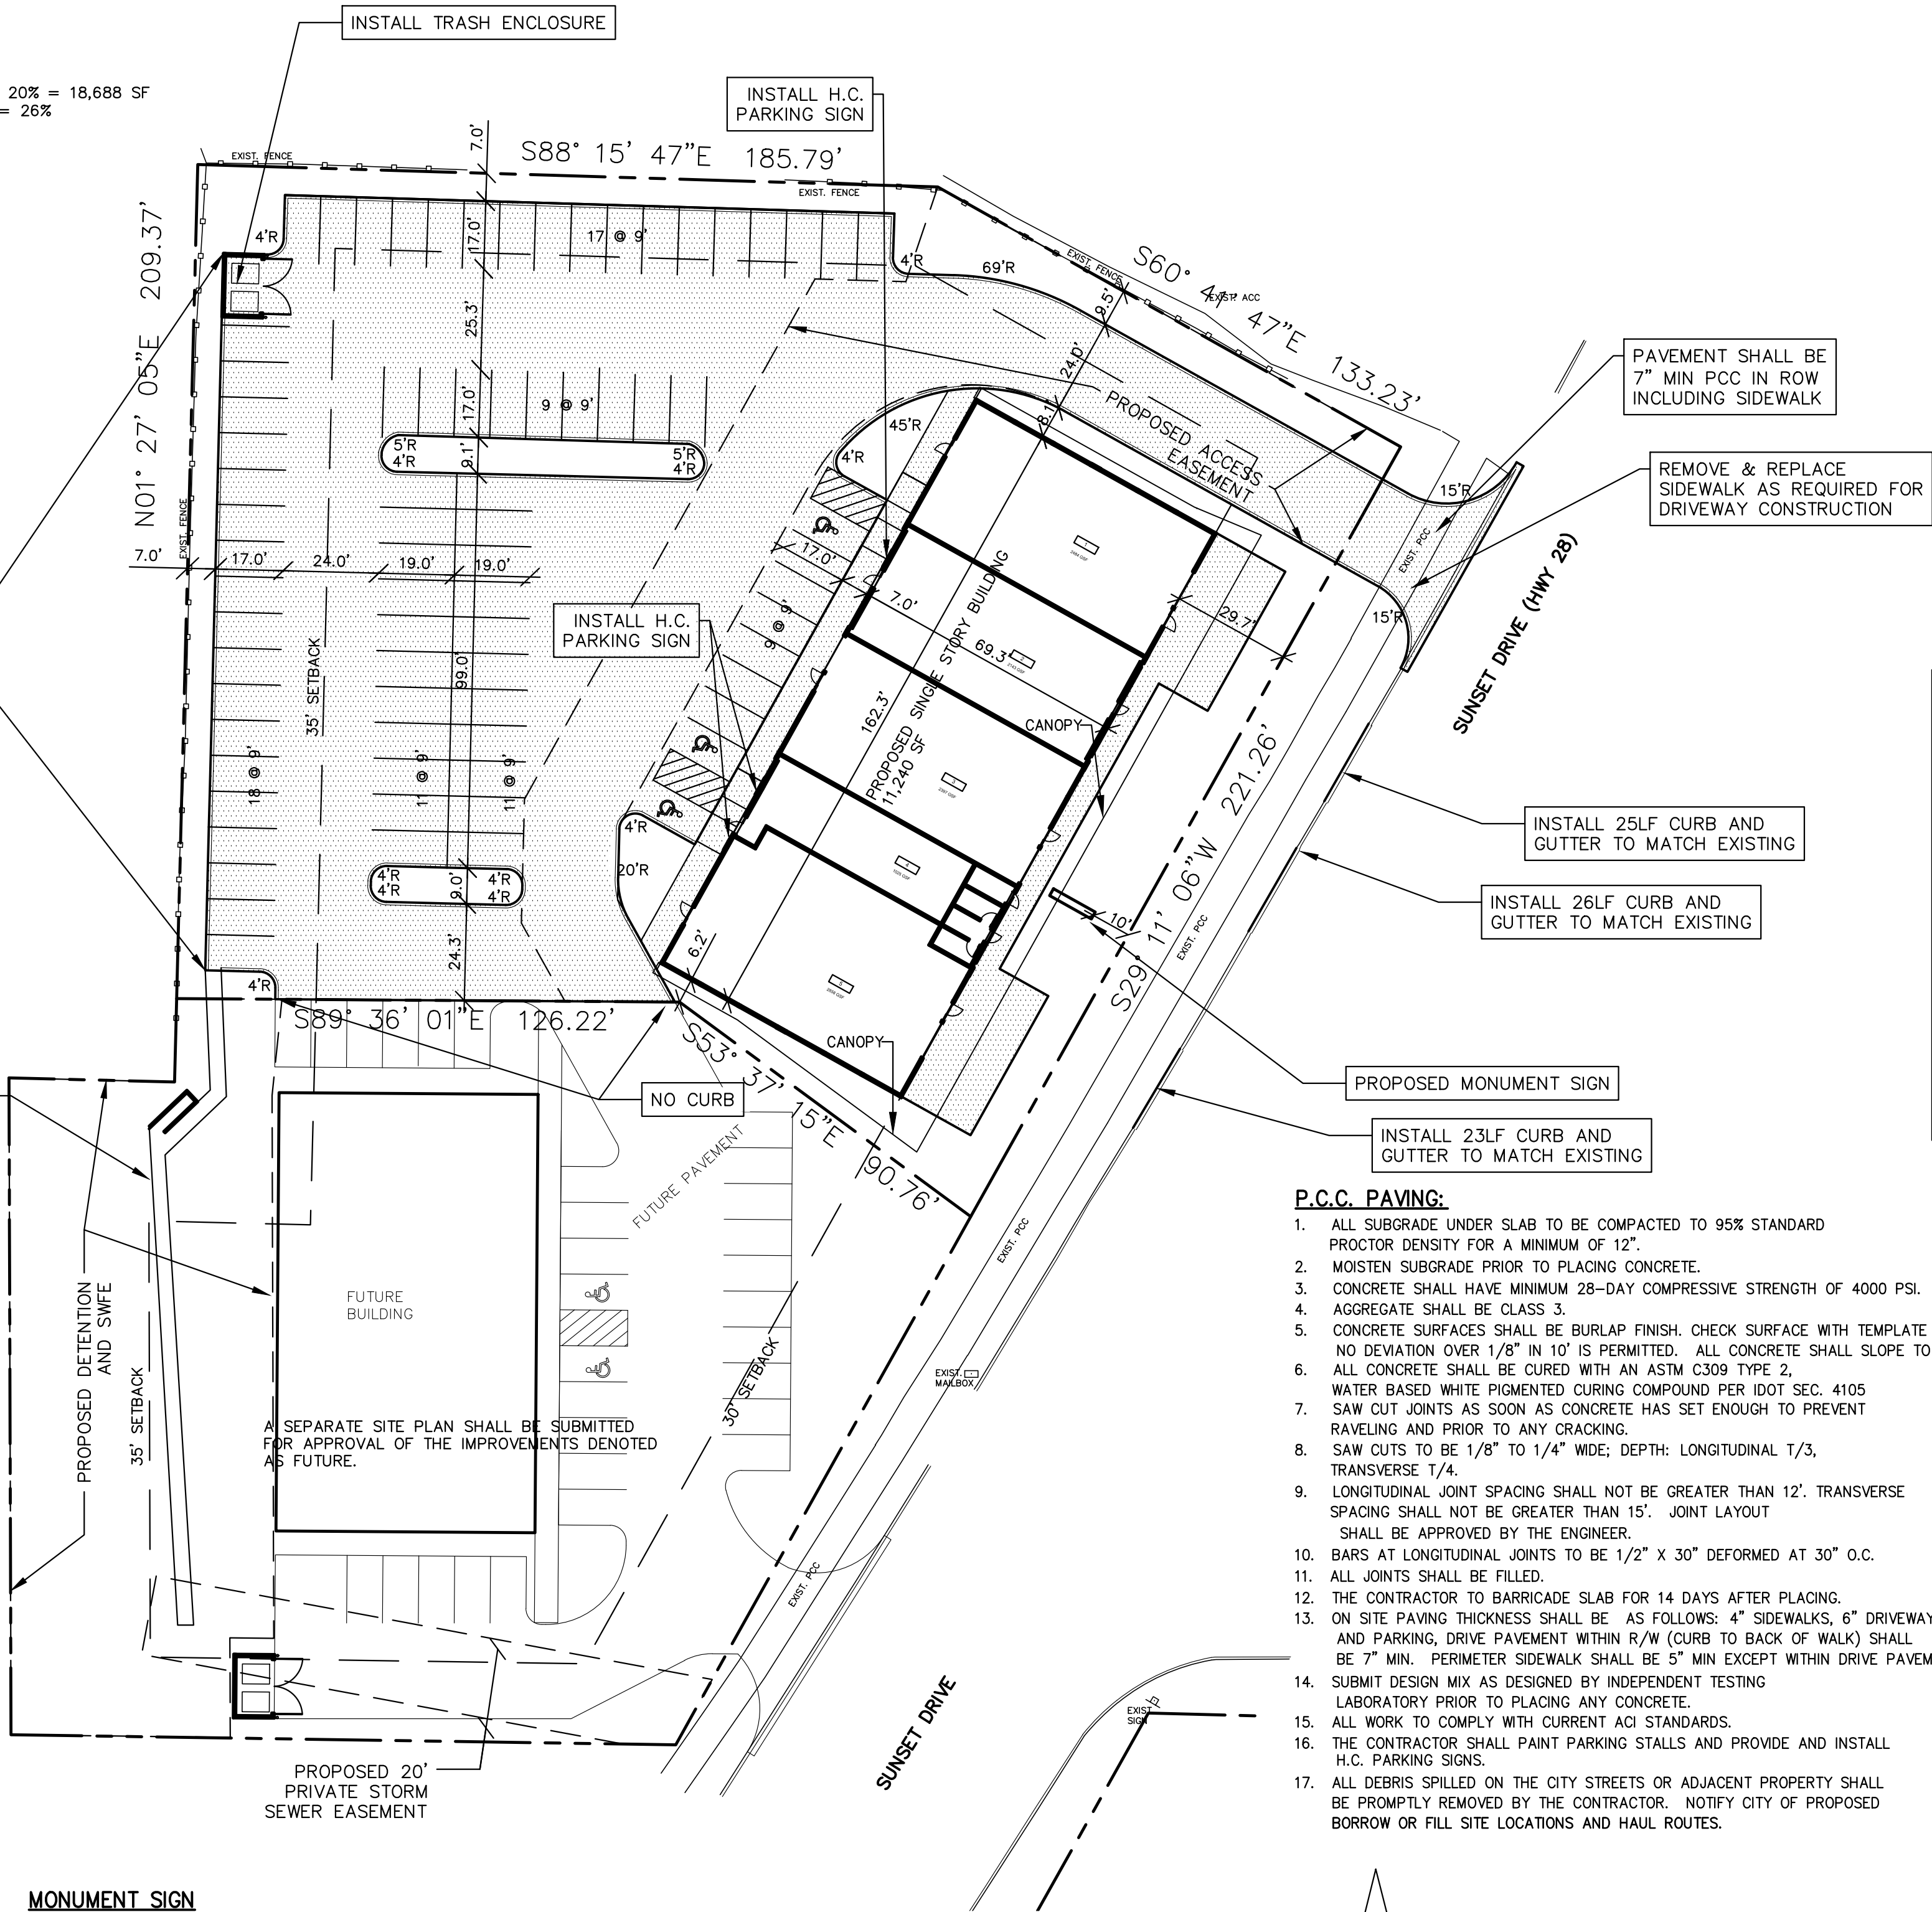 INSTALL TRASH ENCLOSURE
20% = 18,688 SF
= 26%
INSTALL H.C.
PARKING SIGN
7.0'
S88° 15' 47"E 185.79'
EXIST. FENCE
EXIST. FENCE
N01° 27' 05"E 209.37'
4'R
17.0'
17 @ 9'
4'R
69'R
EXIST. FENCE
S60° 41' 47"E 133.23'
EXIST. ACC
9.5'
25.3'
24.0'
PAVEMENT SHALL BE
7" MIN PCC IN ROW
INCLUDING SIDEWALK
17.0'
9 @ 9'
8.1'
PROPOSED ACCESS
EASEMENT
45'R
4'R
5'R
4'R
9.1'
5'R
4'R
REMOVE & REPLACE
SIDEWALK AS REQUIRED FOR
DRIVEWAY CONSTRUCTION
15'R
EXIST. PCC
SUNSET DRIVE (HWY 28)
EXIST. FENCE
7.0'
17.0'
24.0'
19.0'
19.0'
17.0'
7.0'
29.7'
15'R
INSTALL H.C.
PARKING SIGN
9 @ 9'
69.3'
35' SETBACK
99.0'
162.3'
PROPOSED SINGLE STORY BUILDING
11,240 SF
CANOPY
18 @ 9'
11 @ 9'
11 @ 9'
S29° 11' 06"W 221.26'
INSTALL 25LF CURB AND
GUTTER TO MATCH EXISTING
4'R
20'R
4'R
4'R
9.0'
4'R
4'R
INSTALL 26LF CURB AND
GUTTER TO MATCH EXISTING
10'
EXIST. PCC
24.3'
6.2'
4'R
S89° 36' 01"E 126.22'
S53° 37' 15"E 90.76'
CANOPY
NO CURB
PROPOSED MONUMENT SIGN
INSTALL 23LF CURB AND
GUTTER TO MATCH EXISTING
FUTURE PAVEMENT
EXIST. PCC
PROPOSED DETENTION
AND SWFE
35' SETBACK
FUTURE
BUILDING
30' SETBACK
EXIST.
MAILBOX
A SEPARATE SITE PLAN SHALL BE SUBMITTED
FOR APPROVAL OF THE IMPROVEMENTS DENOTED
AS FUTURE.
EXIST. PCC
SUNSET DRIVE
EXIST
SIGN
PROPOSED 20'
PRIVATE STORM
SEWER EASEMENT
P.C.C. PAVING:
1. ALL SUBGRADE UNDER SLAB TO BE COMPACTED TO 95% STANDARD
PROCTOR DENSITY FOR A MINIMUM OF 12".
2. MOISTEN SUBGRADE PRIOR TO PLACING CONCRETE.
3. CONCRETE SHALL HAVE MINIMUM 28-DAY COMPRESSIVE STRENGTH OF 4000 PSI.
4. AGGREGATE SHALL BE CLASS 3.
5. CONCRETE SURFACES SHALL BE BURLAP FINISH. CHECK SURFACE WITH TEMPLATE
NO DEVIATION OVER 1/8" IN 10' IS PERMITTED. ALL CONCRETE SHALL SLOPE TO
6. ALL CONCRETE SHALL BE CURED WITH AN ASTM C309 TYPE 2,
WATER BASED WHITE PIGMENTED CURING COMPOUND PER IDOT SEC. 4105
7. SAW CUT JOINTS AS SOON AS CONCRETE HAS SET ENOUGH TO PREVENT
RAVELING AND PRIOR TO ANY CRACKING.
8. SAW CUTS TO BE 1/8" TO 1/4" WIDE; DEPTH: LONGITUDINAL T/3,
TRANSVERSE T/4.
9. LONGITUDINAL JOINT SPACING SHALL NOT BE GREATER THAN 12'. TRANSVERSE
SPACING SHALL NOT BE GREATER THAN 15'. JOINT LAYOUT
SHALL BE APPROVED BY THE ENGINEER.
10. BARS AT LONGITUDINAL JOINTS TO BE 1/2" X 30" DEFORMED AT 30" O.C.
11. ALL JOINTS SHALL BE FILLED.
12. THE CONTRACTOR TO BARRICADE SLAB FOR 14 DAYS AFTER PLACING.
13. ON SITE PAVING THICKNESS SHALL BE AS FOLLOWS: 4" SIDEWALKS, 6" DRIVEWAY
AND PARKING, DRIVE PAVEMENT WITHIN R/W (CURB TO BACK OF WALK) SHALL
BE 7" MIN. PERIMETER SIDEWALK SHALL BE 5" MIN EXCEPT WITHIN DRIVE PAVEM
14. SUBMIT DESIGN MIX AS DESIGNED BY INDEPENDENT TESTING
LABORATORY PRIOR TO PLACING ANY CONCRETE.
15. ALL WORK TO COMPLY WITH CURRENT ACI STANDARDS.
16. THE CONTRACTOR SHALL PAINT PARKING STALLS AND PROVIDE AND INSTALL
H.C. PARKING SIGNS.
17. ALL DEBRIS SPILLED ON THE CITY STREETS OR ADJACENT PROPERTY SHALL
BE PROMPTLY REMOVED BY THE CONTRACTOR. NOTIFY CITY OF PROPOSED
BORROW OR FILL SITE LOCATIONS AND HAUL ROUTES.
MONUMENT SIGN